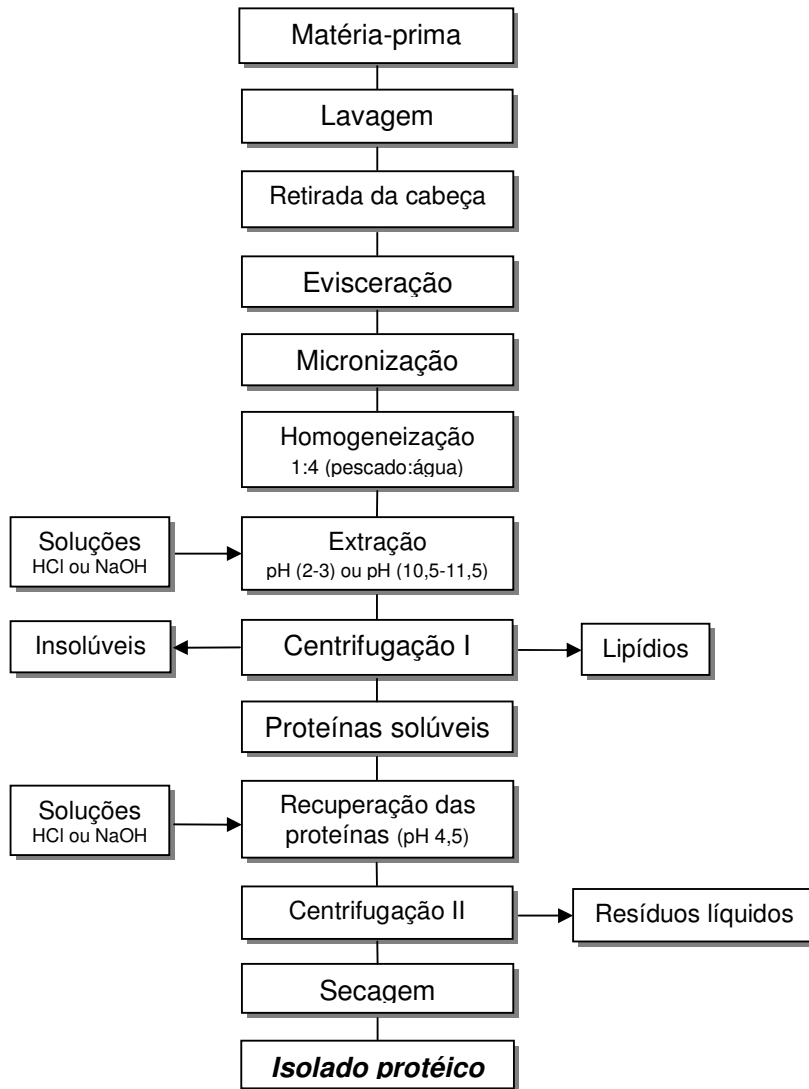 Matéria-prima
Lavagem
Retirada da cabeça
Evisceração
Micronização
Homogeneização
1:4 (pescado:água)
Soluções
HCl ou NaOH
Extração
pH (2-3) ou pH (10,5-11,5)
Insolúveis
Centrifugação I
Lipídios
Proteínas solúveis
Soluções
HCl ou NaOH
Recuperação das
proteínas (pH 4,5)
Centrifugação II
Resíduos líquidos
Secagem
Isolado protéico